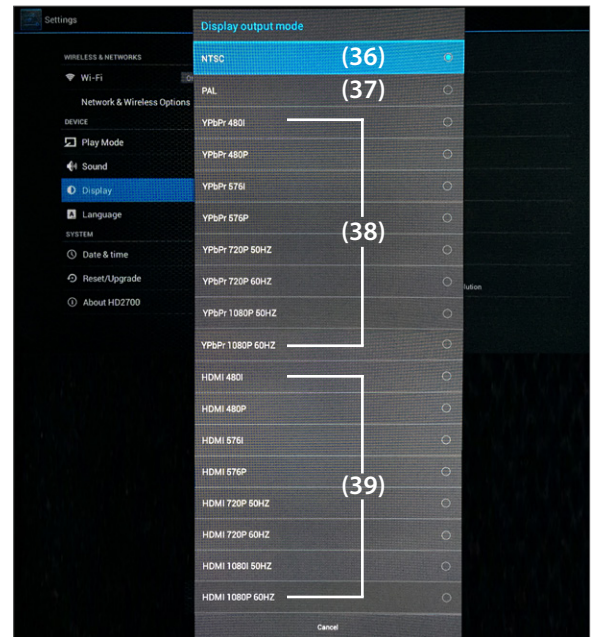 Settings
WIRELESS & NETWORKS
Wi-Fi
Network & Wireless Options
DEVICE
Play Mode
Sound
Display
Language
SYSTEM
Date & time
Reset/Upgrade
About HD2700
Display output mode
NTSC (36)
PAL (37)
YPbPr 480I
YPbPr 480P
YPbPr 576I
YPbPr 576P
(38)
YPbPr 720P 50HZ
YPbPr 720P 60HZ
YPbPr 1080P 50HZ
YPbPr 1080P 60HZ
HDMI 480I
HDMI 480P
HDMI 576I
HDMI 576P
(39)
HDMI 720P 50HZ
HDMI 720P 60HZ
HDMI 1080I 50HZ
HDMI 1080P 60HZ
Cancel
lution